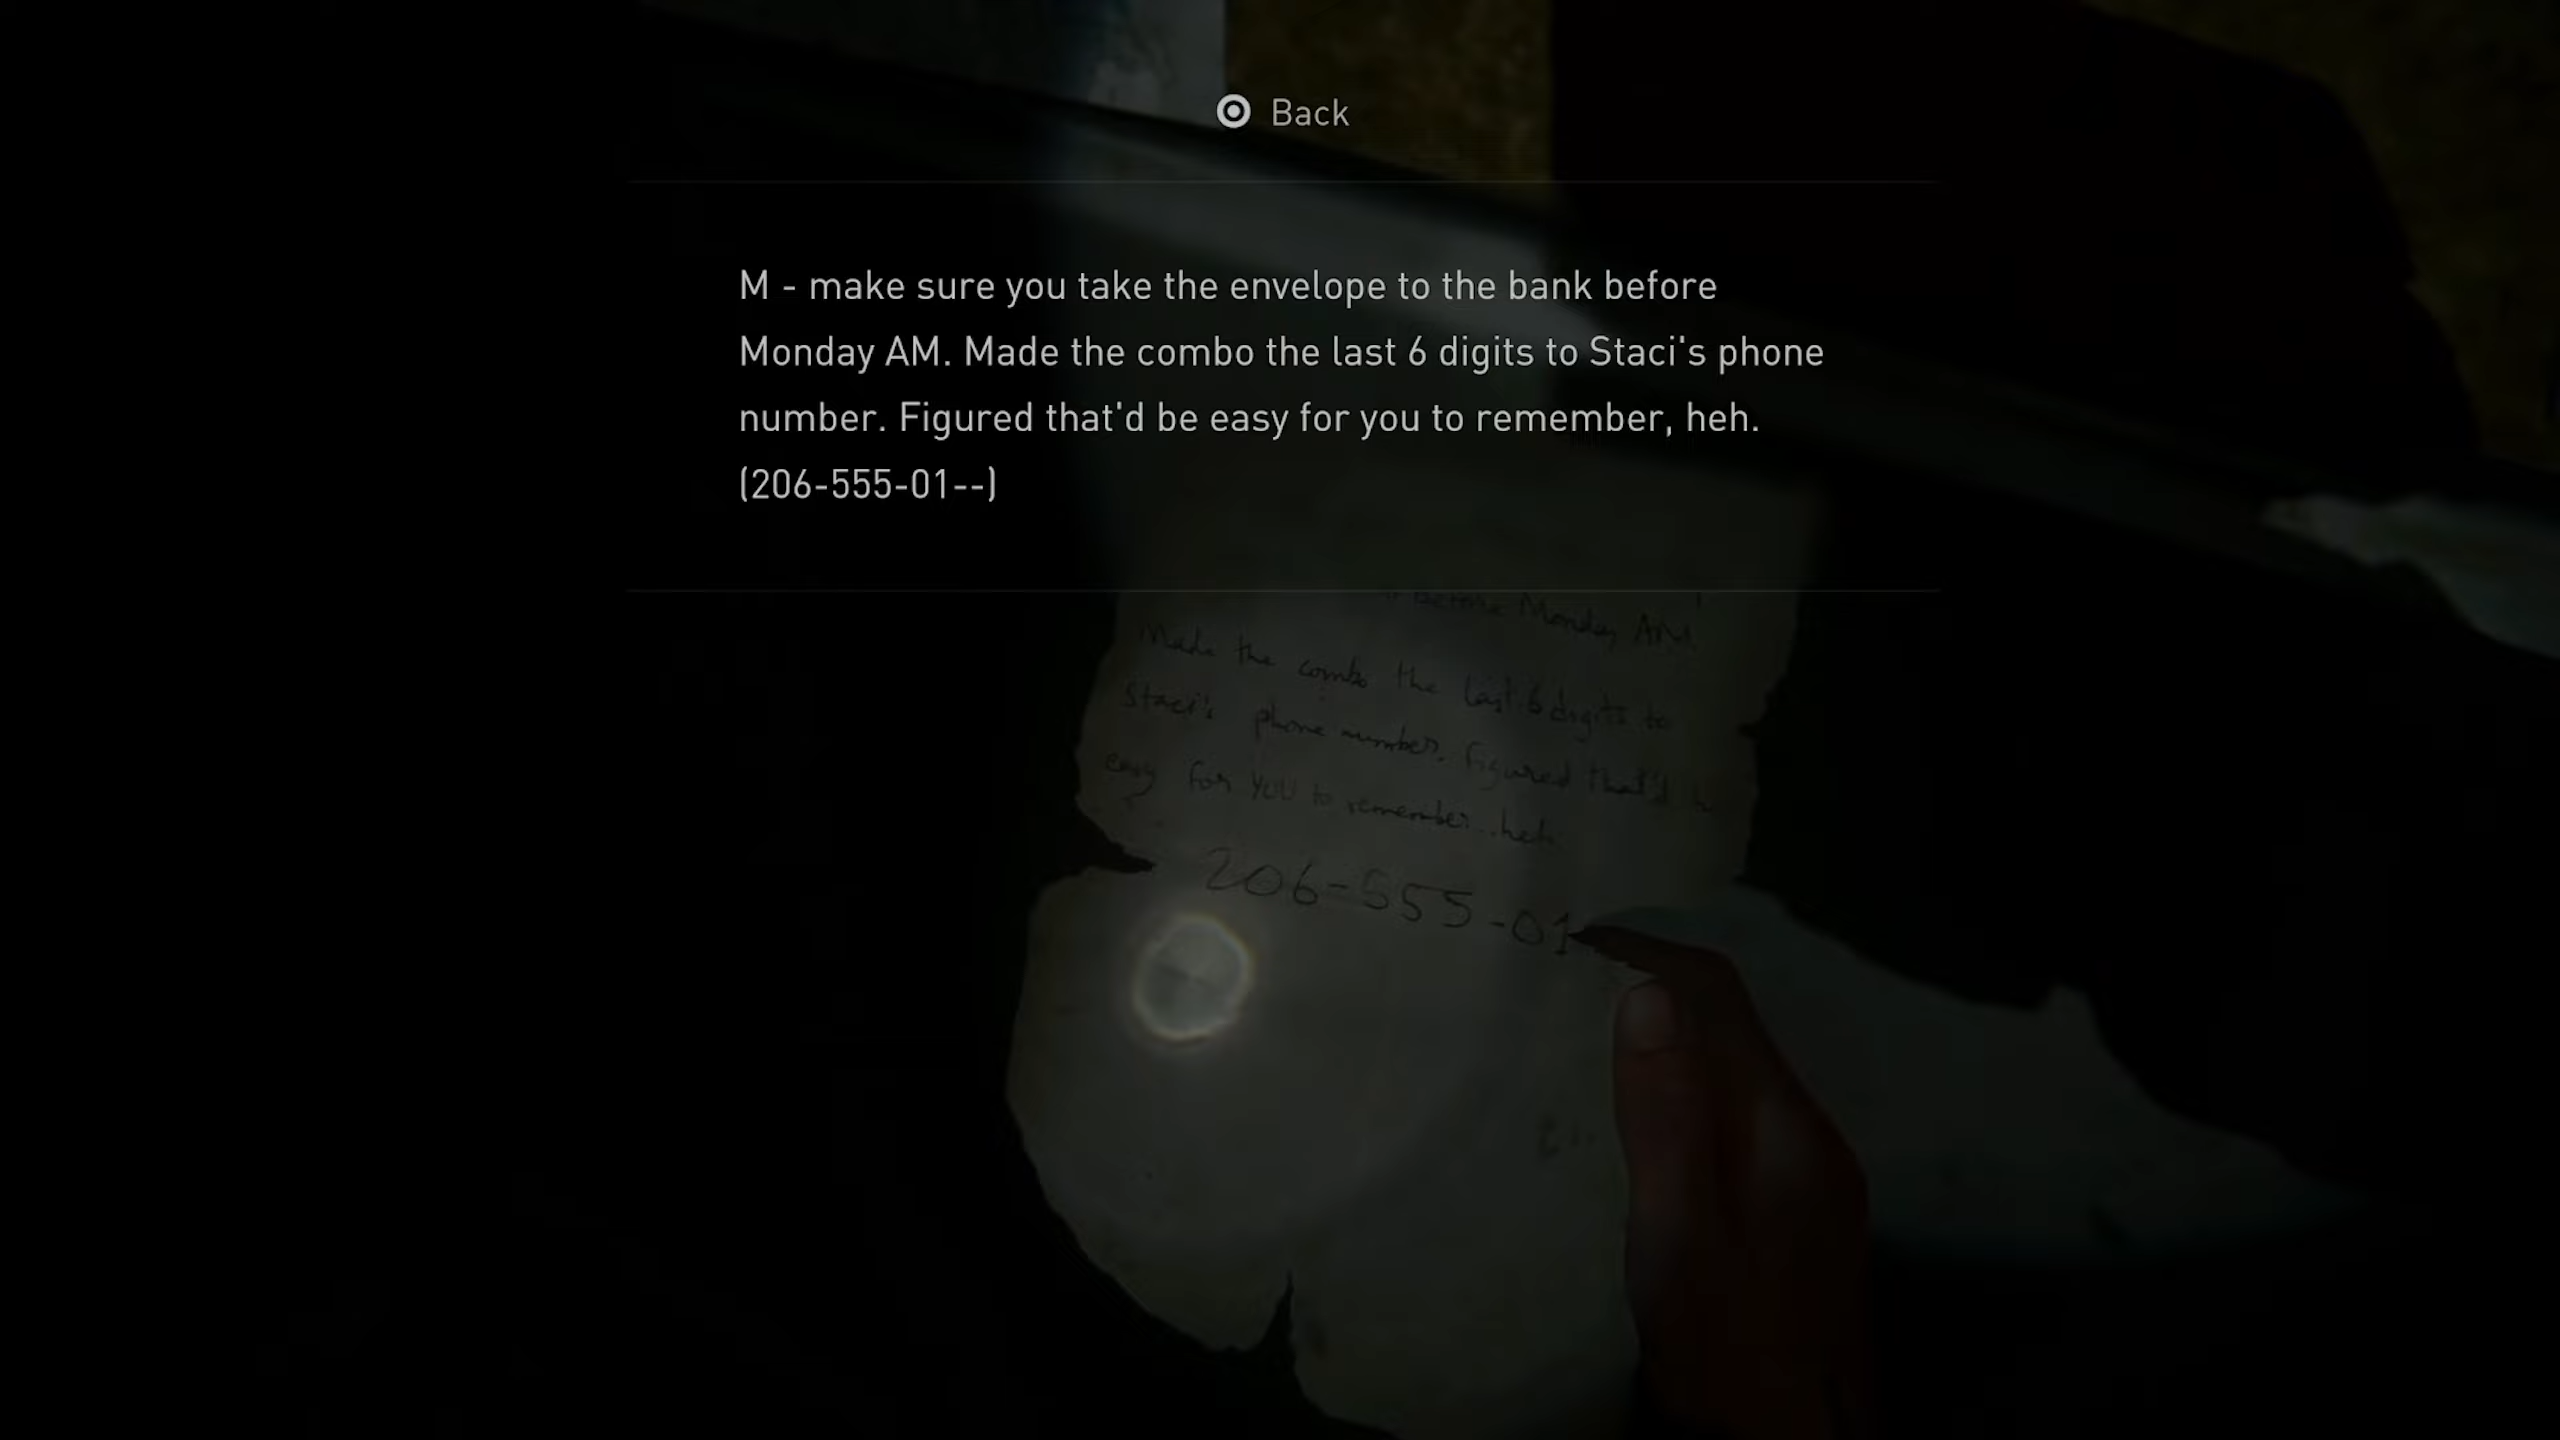 Back
M - make sure you take the envelope to the bank before
Monday AM. Made the combo the last 6 digits to Staci's phone
number. Figured that'd be easy for you to remember, heh.
(206-555-01--)
before Monday AM
Made the combo the last 6 digits to
Staci's phone number. Figured that'd
easy for YOU to remember...heh.
206-555-01